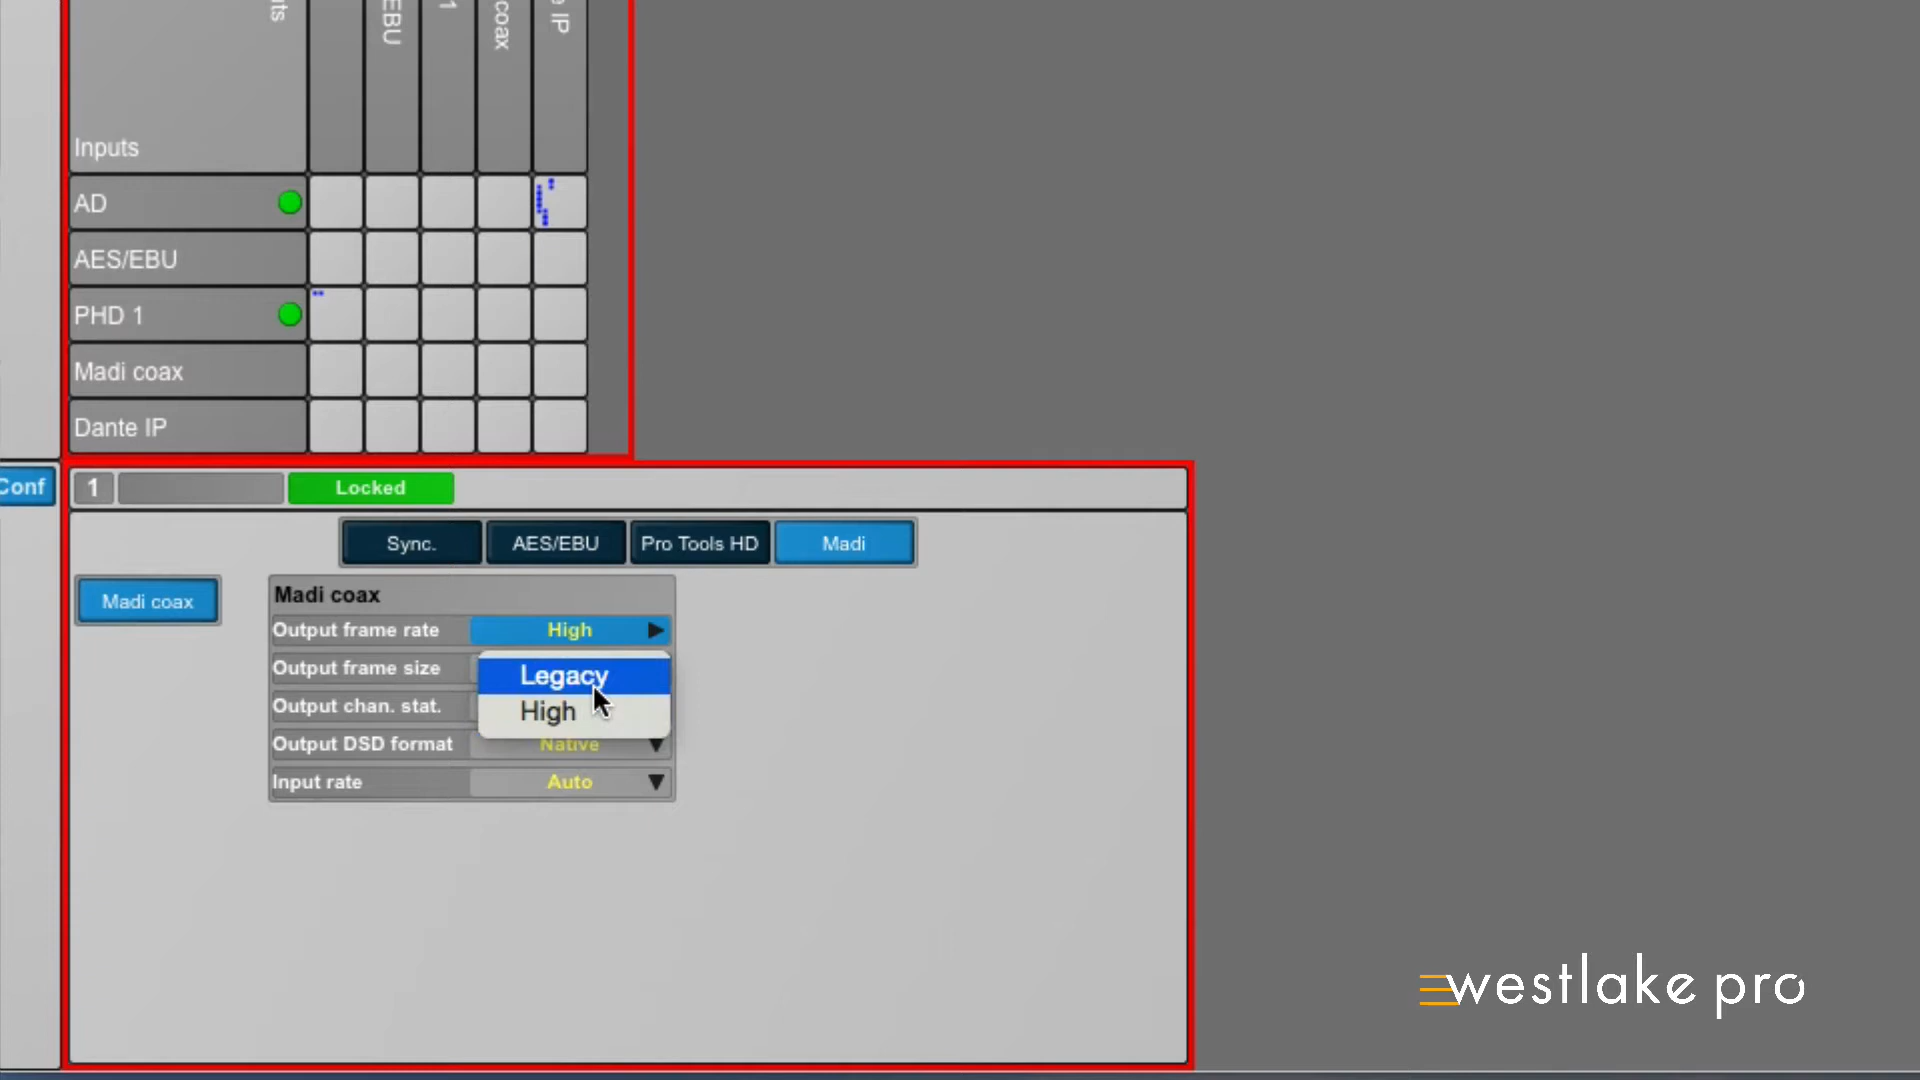 EBU
1
coax
IP
Inputs
AD
AES/EBU
PHD 1
Madi coax
Dante IP
Conf
1
Locked
Sync.
AES/EBU
Pro Tools HD
Madi
Madi coax
Madi coax
Output frame rate
High
Legacy
High
Output frame size
Output chan. stat.
Output DSD format
Native
Input rate
Auto
westlake pro